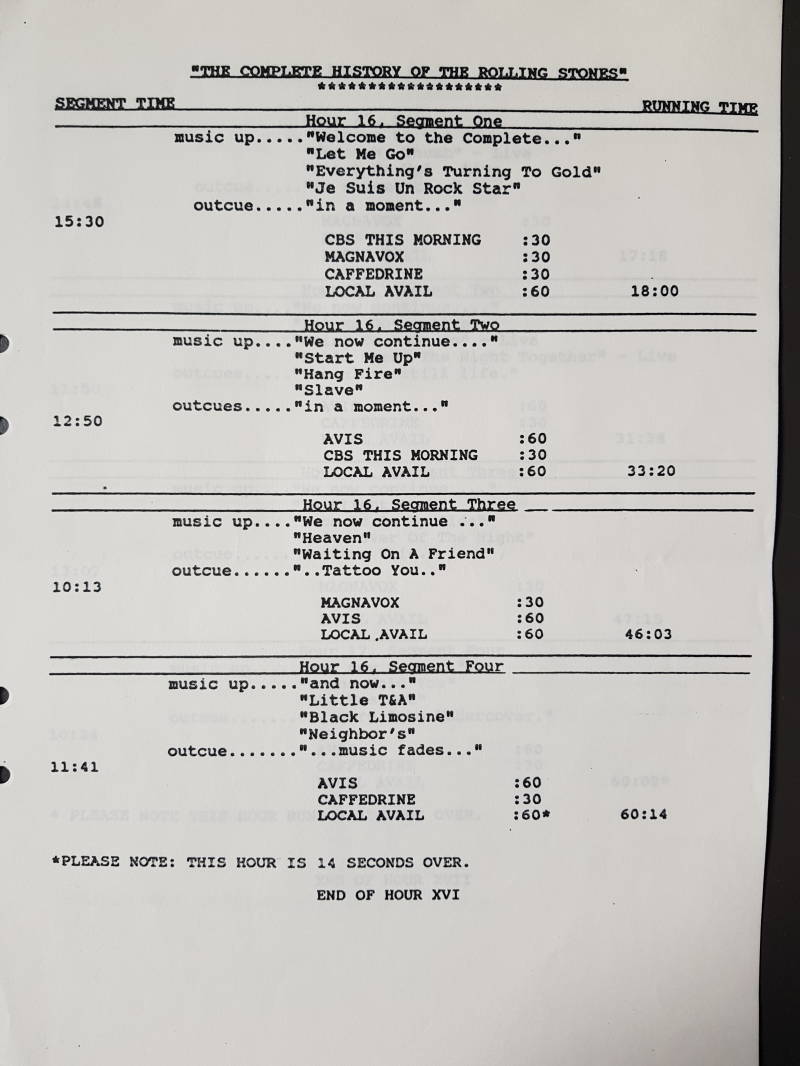 "THE COMPLETE HISTORY OF THE ROLLING STONES"
*******************
SEGMENT TIME RUNNING TIME
Hour 16, Segment One
music up....."Welcome to the Complete..."
"Let Me Go"
"Everything's Turning To Gold"
"Je Suis Un Rock Star"
outcue....."in a moment..."
15:30
CBS THIS MORNING :30
MAGNAVOX :30
CAFFEDRINE :30
LOCAL AVAIL :60 18:00
Hour 16, Segment Two
music up...."We now continue...."
"Start Me Up"
"Hang Fire"
"Slave"
outcues....."in a moment..."
12:50
AVIS :60
CBS THIS MORNING :30
LOCAL AVAIL :60 33:20
Hour 16, Segment Three
music up...."We now continue ..."
"Heaven"
"Waiting On A Friend"
outcue......"..Tattoo You.."
10:13
MAGNAVOX :30
AVIS :60
LOCAL AVAIL :60 46:03
Hour 16, Segment Four
music up....."and now..."
"Little T&A"
"Black Limosine"
"Neighbor's"
outcue......."...music fades..."
11:41
AVIS :60
CAFFEDRINE :30
LOCAL AVAIL :60* 60:14
*PLEASE NOTE: THIS HOUR IS 14 SECONDS OVER.
END OF HOUR XVI